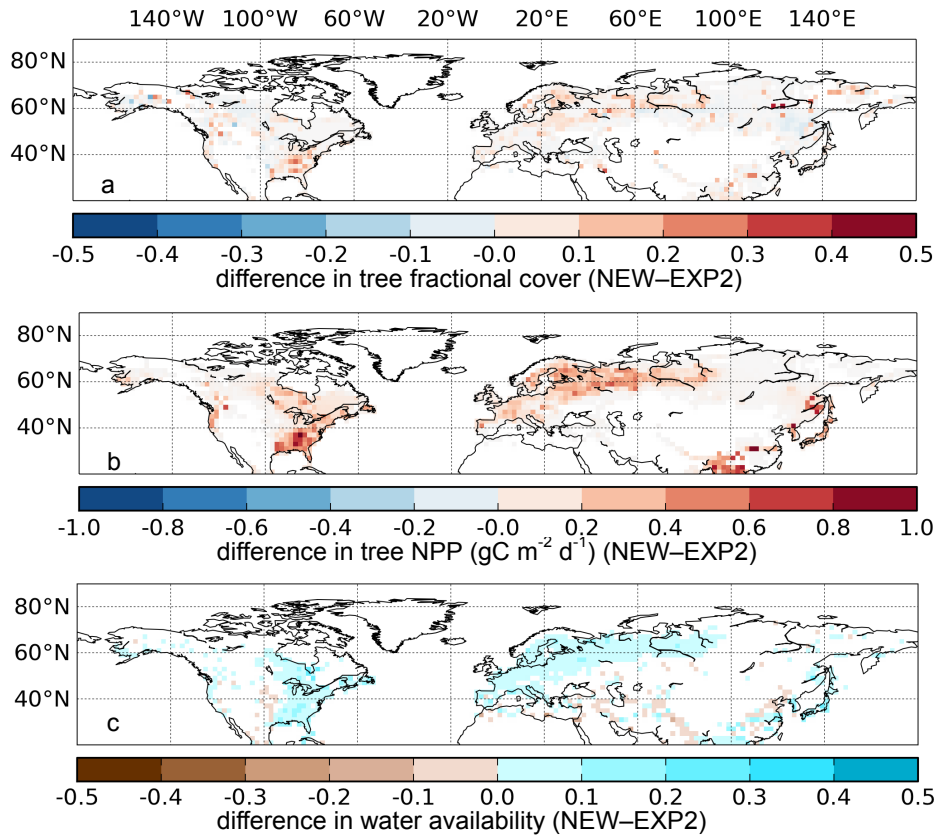 140°W 100°W 60°W 20°W 20°E 60°E 100°E 140°E
80°N
60°N
40°N
a
-0.5 -0.4 -0.3 -0.2 -0.1 -0.0 0.1 0.2 0.3 0.4 0.5
difference in tree fractional cover (NEW–EXP2)
80°N
60°N
40°N
b
-1.0 -0.8 -0.6 -0.4 -0.2 -0.0 0.2 0.4 0.6 0.8 1.0
difference in tree NPP (gC m⁻² d⁻¹) (NEW–EXP2)
80°N
60°N
40°N
c
-0.5 -0.4 -0.3 -0.2 -0.1 0.0 0.1 0.2 0.3 0.4 0.5
difference in water availability (NEW–EXP2)